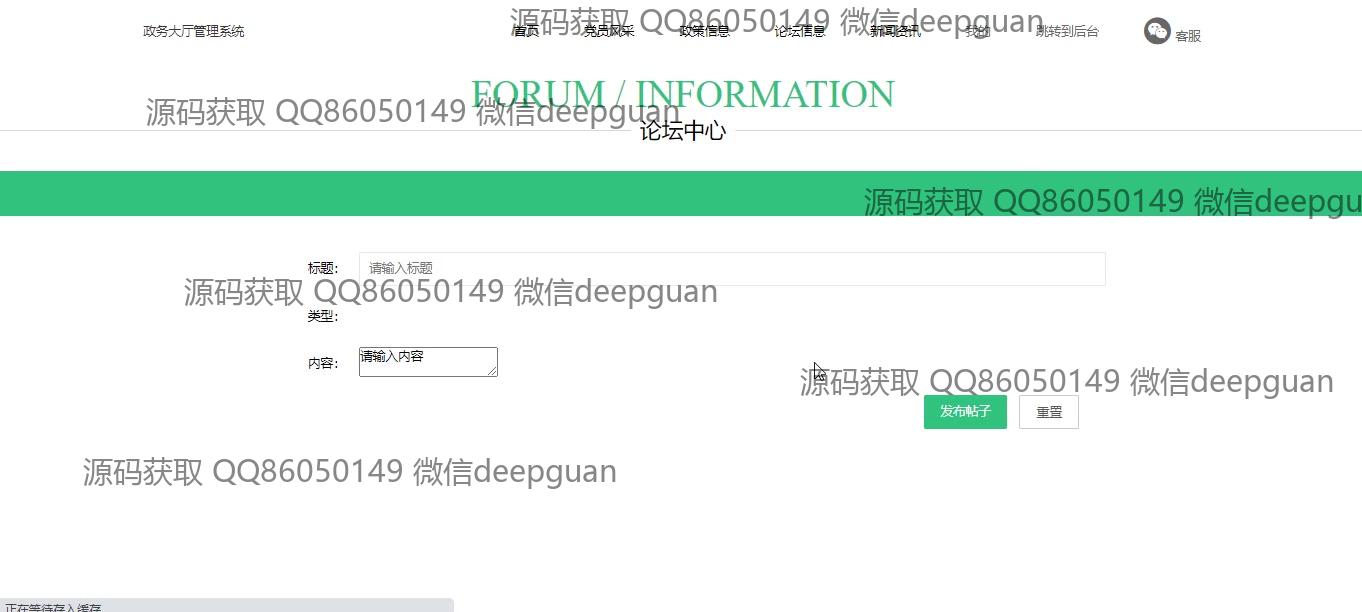 源码获取 QQ86050149 微信deepguan
政务大厅管理系统 首页 党员风采 政策信息 论坛信息 新闻资讯 我的 跳转到后台 客服
FORUM / INFORMATION
源码获取 QQ86050149 微信deepguan
论坛中心
源码获取 QQ86050149 微信deepgu
标题： 请输入标题
源码获取 QQ86050149 微信deepguan
类型：
内容： 请输入内容
源码获取 QQ86050149 微信deepguan
发布帖子 重置
源码获取 QQ86050149 微信deepguan
正在等待存入缓存